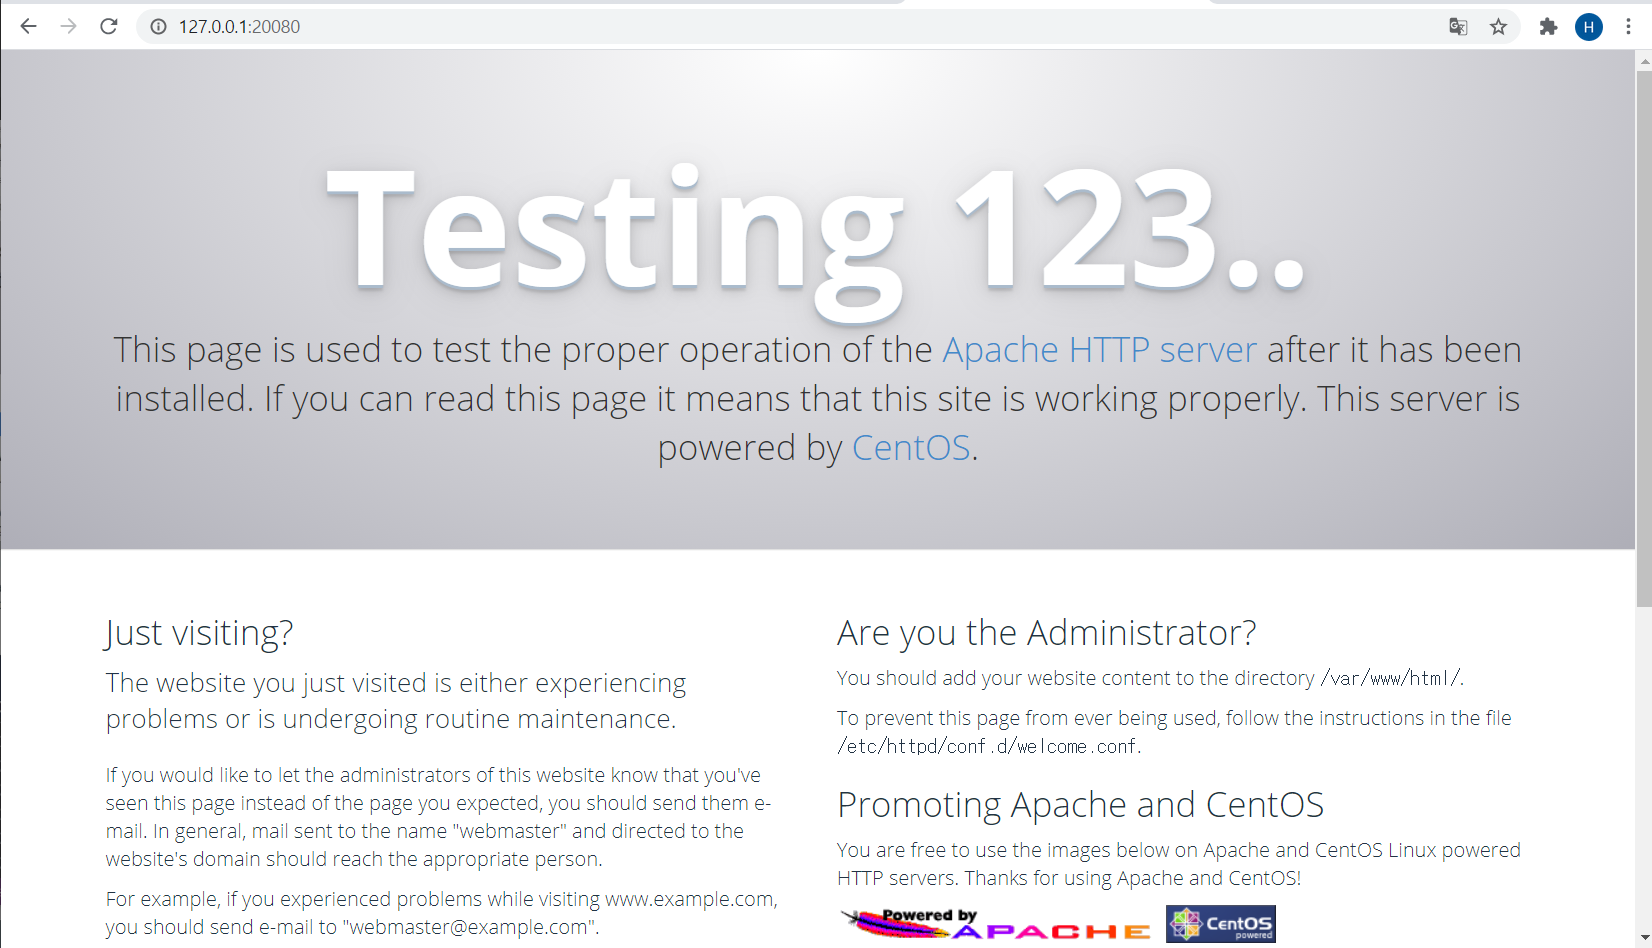 127.0.0.1:20080
H
Testing 123..
This page is used to test the proper operation of the Apache HTTP server after it has been
installed. If you can read this page it means that this site is working properly. This server is
powered by CentOS.
Just visiting?
The website you just visited is either experiencing
problems or is undergoing routine maintenance.
If you would like to let the administrators of this website know that you've
seen this page instead of the page you expected, you should send them e-
mail. In general, mail sent to the name "webmaster" and directed to the
website's domain should reach the appropriate person.
For example, if you experienced problems while visiting www.example.com,
you should send e-mail to "webmaster@example.com".
Are you the Administrator?
You should add your website content to the directory /var/www/html/.
To prevent this page from ever being used, follow the instructions in the file
/etc/httpd/conf.d/welcome.conf.
Promoting Apache and CentOS
You are free to use the images below on Apache and CentOS Linux powered
HTTP servers. Thanks for using Apache and CentOS!
Powered by
APACHE
CentOS
powered